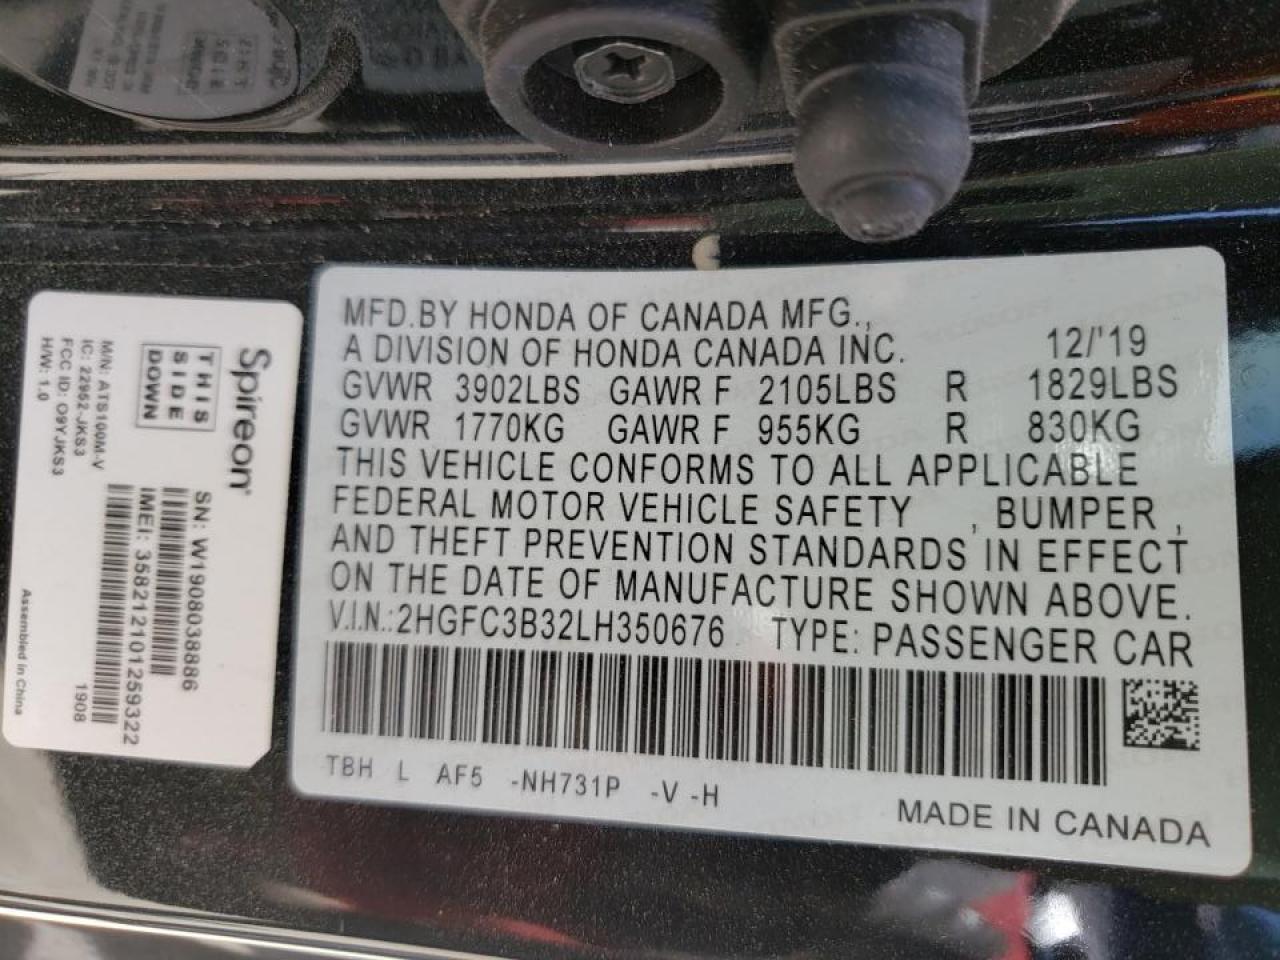 Spireon
THIS
SIDE
DOWN
SN: W1908038886
IMEI: 358212101259322
M/N: ATS100M-V
IC: 22952-JKS3
FCC ID: O9YJKS3
H/W: 1.0
1908
Assembled in China
MFD.BY HONDA OF CANADA MFG.,
A DIVISION OF HONDA CANADA INC. 12/'19
GVWR 3902LBS GAWR F 2105LBS R 1829LBS
GVWR 1770KG GAWR F 955KG R 830KG
THIS VEHICLE CONFORMS TO ALL APPLICABLE
FEDERAL MOTOR VEHICLE SAFETY , BUMPER ,
AND THEFT PREVENTION STANDARDS IN EFFECT
ON THE DATE OF MANUFACTURE SHOWN ABOVE.
V.I.N.:2HGFC3B32LH350676 TYPE: PASSENGER CAR
TBH L AF5 -NH731P -V -H
MADE IN CANADA